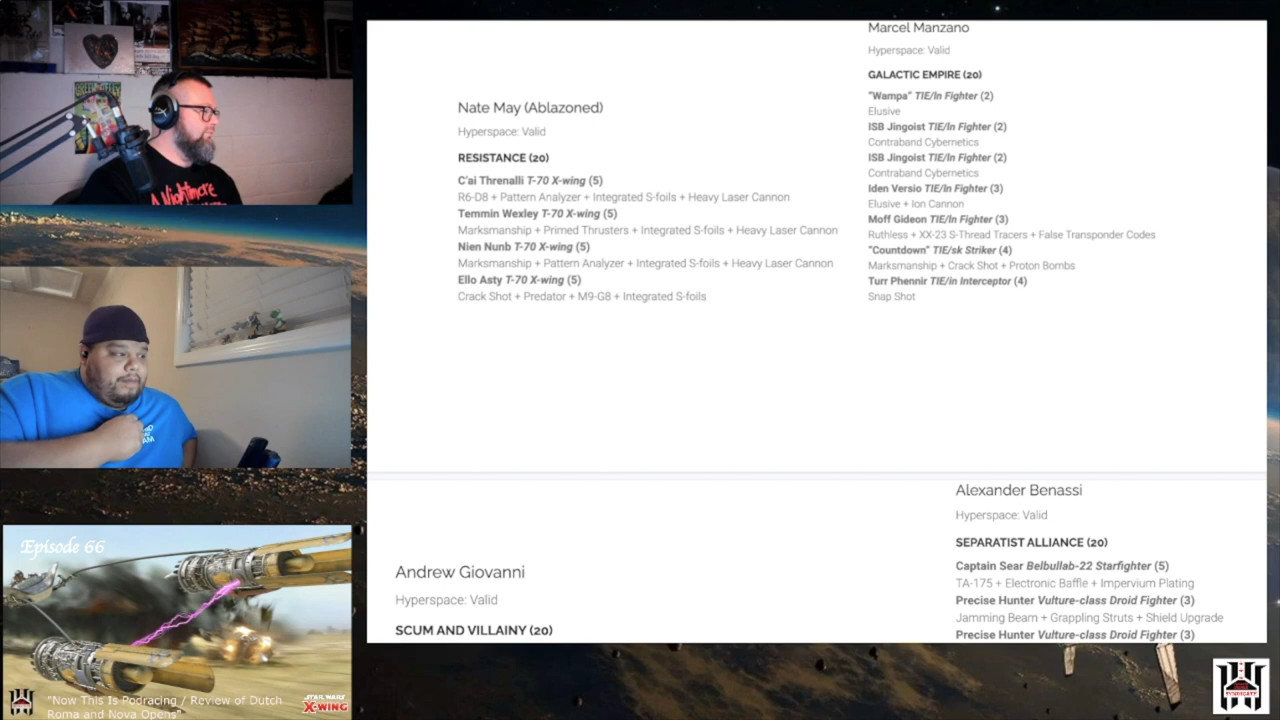 Nate May (Ablazoned)
Hyperspace: Valid
RESISTANCE (20)
C'ai Threnalli T-70 X-wing (5)
R6-D8 + Pattern Analyzer + Integrated S-foils + Heavy Laser Cannon
Temmin Wexley T-70 X-wing (5)
Marksmanship + Primed Thrusters + Integrated S-foils + Heavy Laser Cannon
Nien Nunb T-70 X-wing (5)
Marksmanship + Pattern Analyzer + Integrated S-foils + Heavy Laser Cannon
Ello Asty T-70 X-wing (5)
Crack Shot + Predator + M9-G8 + Integrated S-foils
Marcel Manzano
Hyperspace: Valid
GALACTIC EMPIRE (20)
"Wampa" TIE/ln Fighter (2)
Elusive
ISB Jingoist TIE/ln Fighter (2)
Contraband Cybernetics
ISB Jingoist TIE/ln Fighter (2)
Contraband Cybernetics
Iden Versio TIE/ln Fighter (3)
Elusive + Ion Cannon
Moff Gideon TIE/ln Fighter (3)
Ruthless + XX-23 S-Thread Tracers + False Transponder Codes
"Countdown" TIE/sk Striker (4)
Marksmanship + Crack Shot + Proton Bombs
Turr Phennir TIE/in Interceptor (4)
Snap Shot
Andrew Giovanni
Hyperspace: Valid
SCUM AND VILLAINY (20)
Alexander Benassi
Hyperspace: Valid
SEPARATIST ALLIANCE (20)
Captain Sear Belbullab-22 Starfighter (5)
TA-175 + Electronic Baffle + Impervium Plating
Precise Hunter Vulture-class Droid Fighter (3)
Jamming Beam + Grappling Struts + Shield Upgrade
Precise Hunter Vulture-class Droid Fighter (3)
A Nightmare
Episode 66
"Now This Is Podracing / Review of Dutch
Roma and Nova Opens"
STAR WARS
X-WING